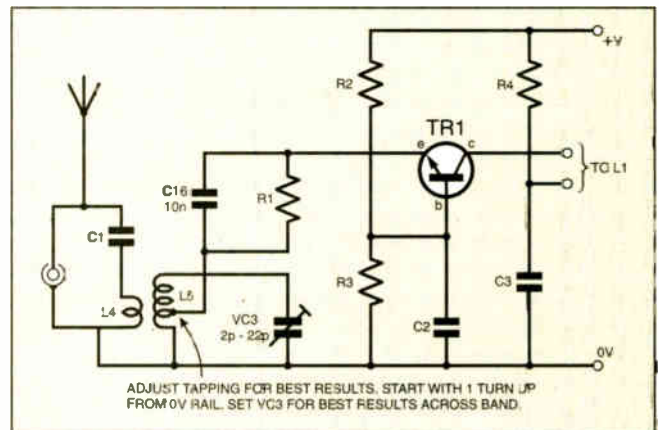 +V
R2
R4
TR1
e
c
TO L1
C16
10n
R1
b
C1
L4
L5
VC3
2p - 22p
R3
C2
C3
0V
ADJUST TAPPING FOR BEST RESULTS. START WITH 1 TURN UP
FROM 0V RAIL. SET VC3 FOR BEST RESULTS ACROSS BAND.